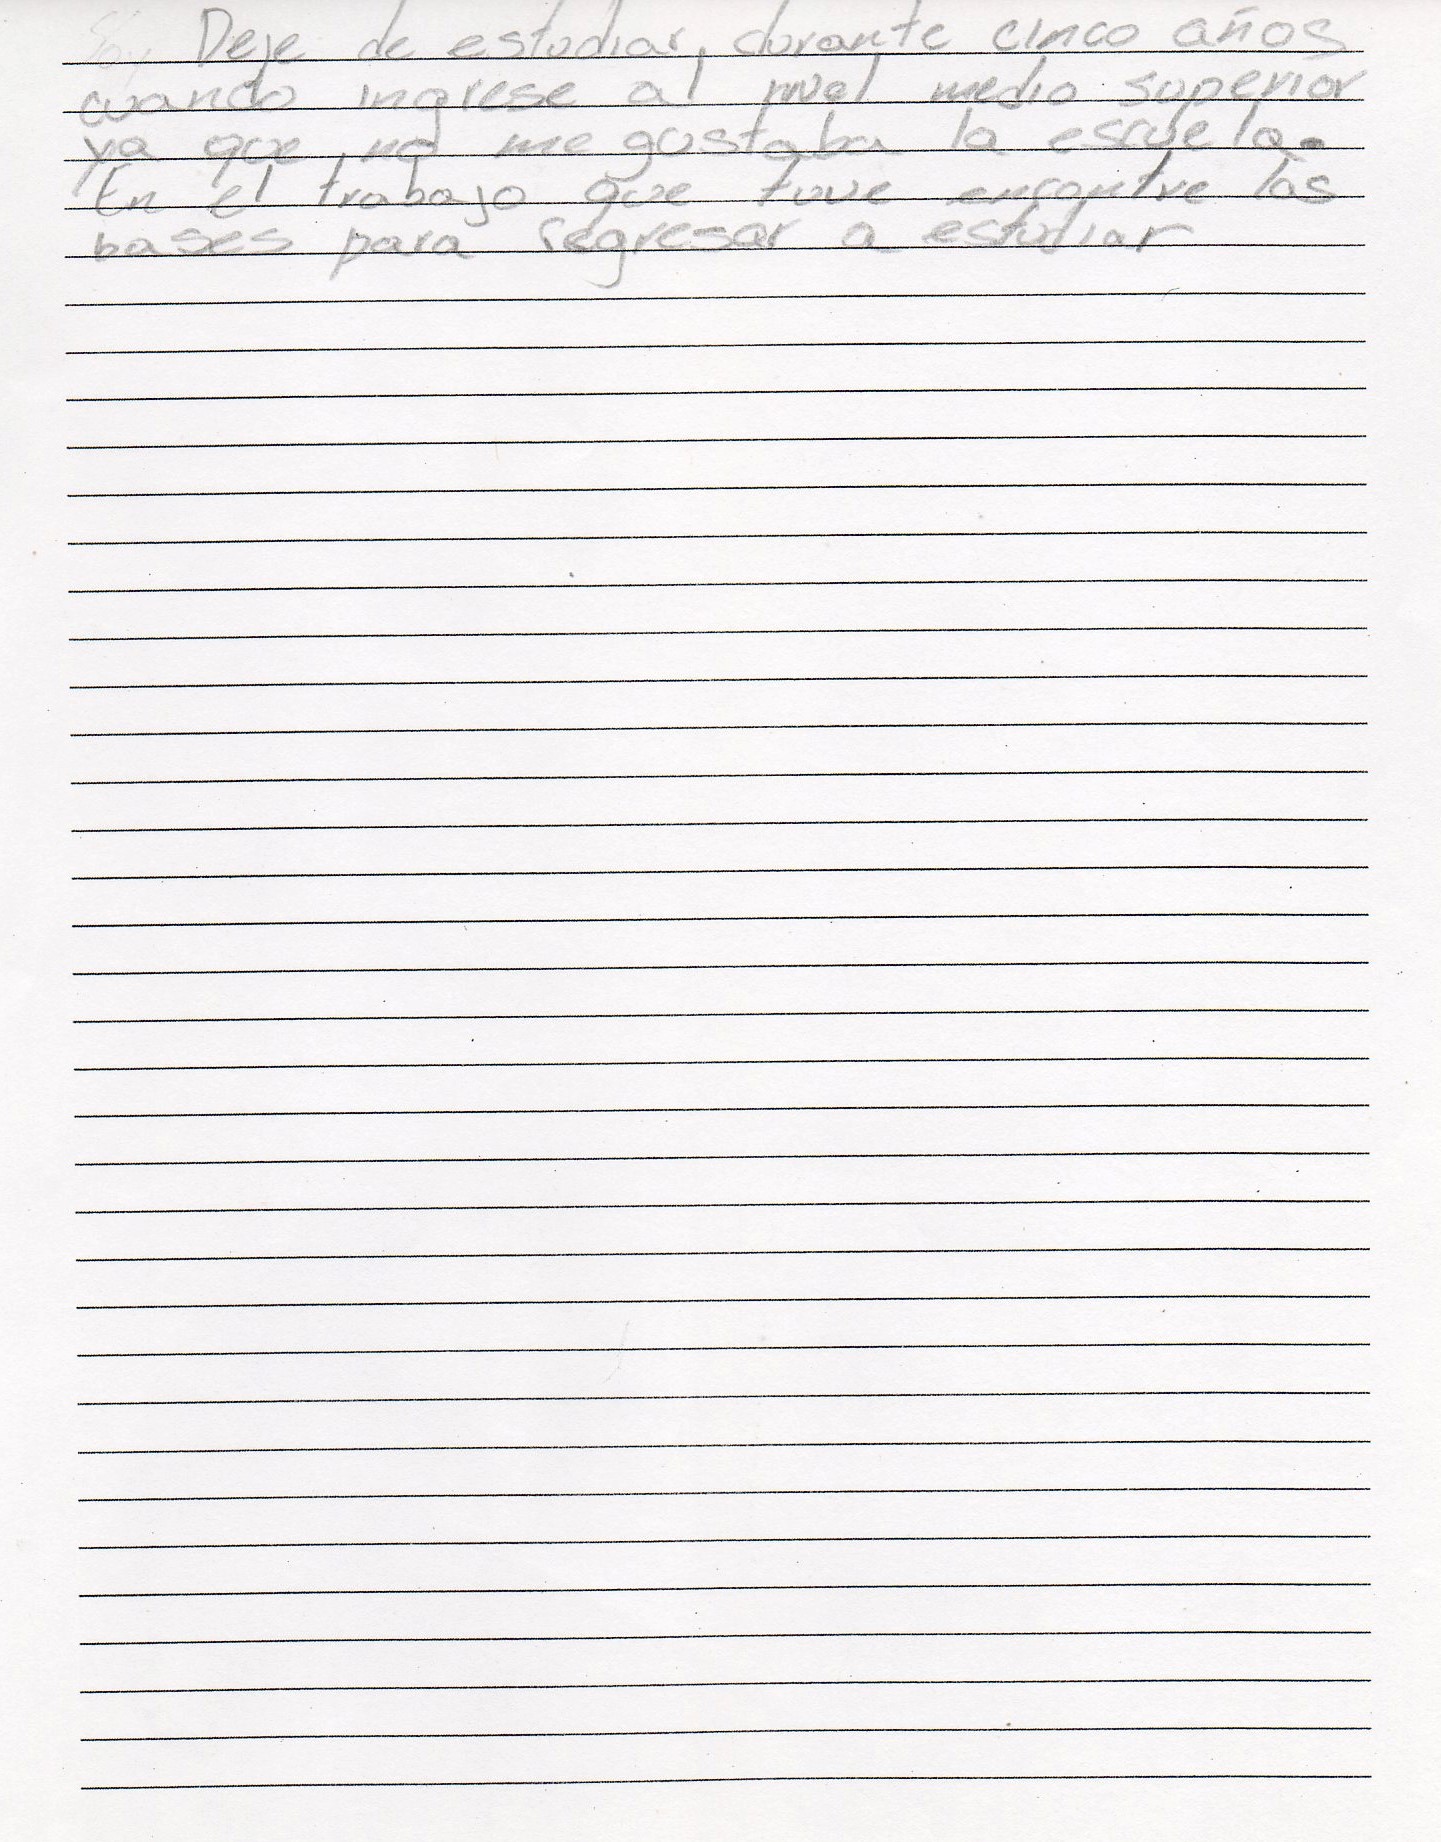 Deje de estudiar, durante cinco años
cuando ingrese al nivel medio superior
ya que no me gustaba la escuela.
En el trabajo que tuve encontre las
bases para regresar a estudiar